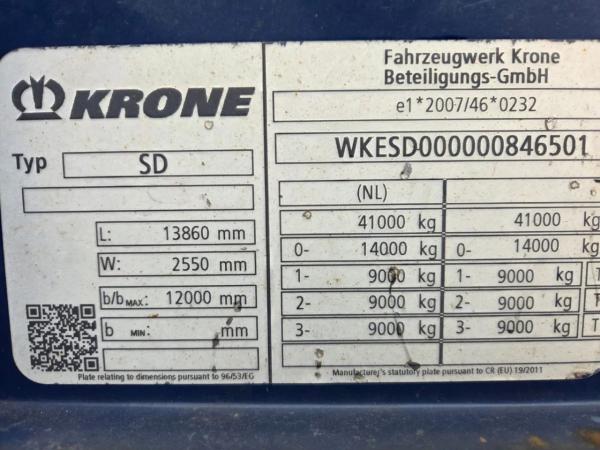 KRONE
Typ SD
L: 13860 mm
W: 2550 mm
b/b MAX: 12000 mm
b MIN: mm
Plate relating to dimensions pursuant to 96/53/EG
Fahrzeugwerk Krone
Beteiligungs-GmbH
e1*2007/46*0232
WKESD000000846501
(NL)
41000 kg 41000 kg
0- 14000 kg 0- 14000 kg
1- 9000 kg 1- 9000 kg T
2- 9000 kg 2- 9000 kg
3- 9000 kg 3- 9000 kg T
Manufacturer's statutory plate pursuant to CR (EU) 19/2011